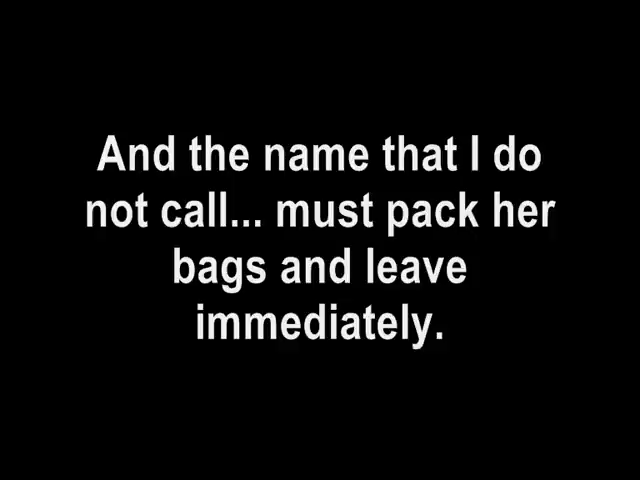 And the name that I do
not call... must pack her
bags and leave
immediately.